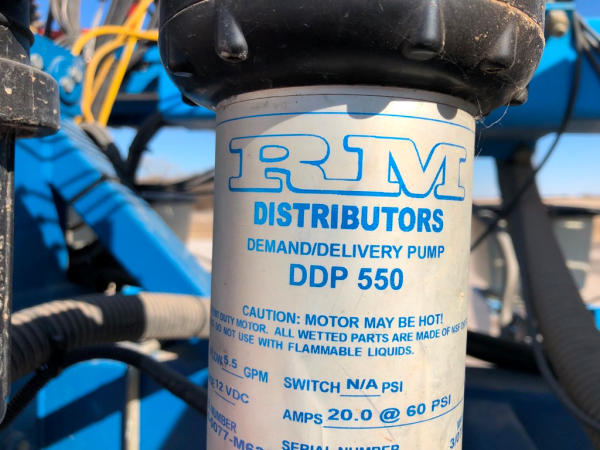 RM
DISTRIBUTORS
DEMAND/DELIVERY PUMP
DDP 550
CAUTION: MOTOR MAY BE HOT!
DUTY MOTOR. ALL WETTED PARTS ARE MADE OF NSF
DO NOT USE WITH FLAMMABLE LIQUIDS.
5.5 GPM SWITCH N/A PSI
12 VDC AMPS 20.0 @ 60 PSI
NUMBER SERIAL NUMBER